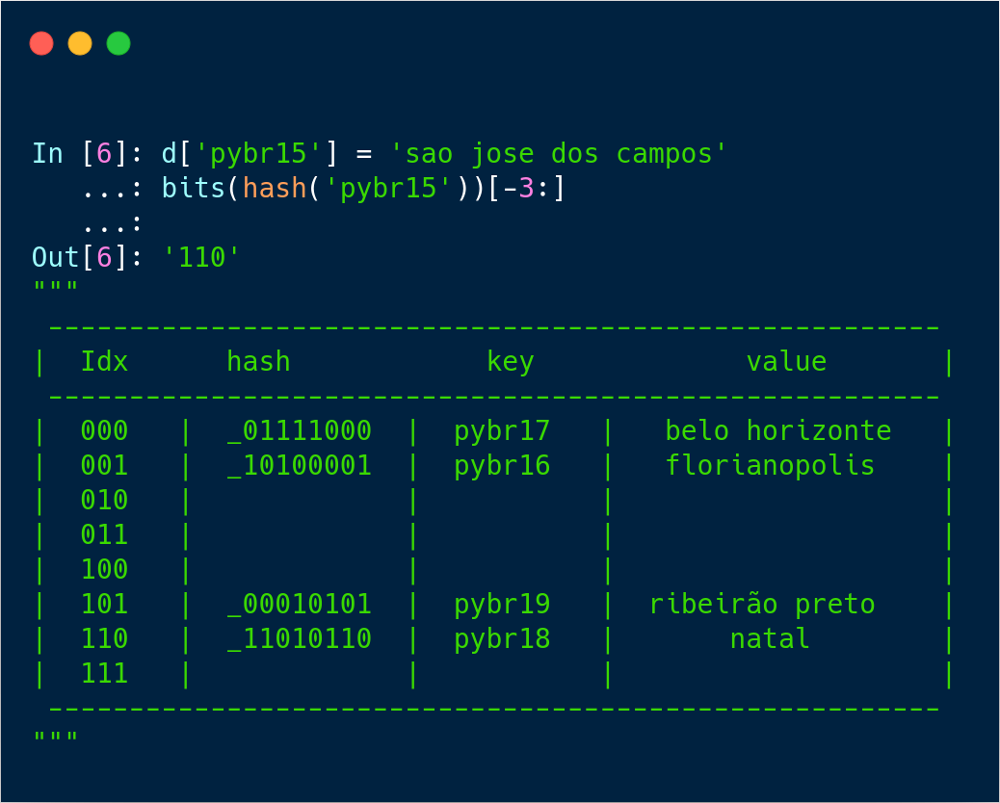 In [6]: d['pybr15'] = 'sao jose dos campos'
   ...: bits(hash('pybr15'))[-3:]
   ...:
Out[6]: '110'
"""
 -------------------------------------------------------
|  Idx      hash            key             value       |
 -------------------------------------------------------
|  000   |  _01111000  |  pybr17   |   belo horizonte   |
|  001   |  _10100001  |  pybr16   |   florianopolis    |
|  010   |             |           |                    |
|  011   |             |           |                    |
|  100   |             |           |                    |
|  101   |  _00010101  |  pybr19   |  ribeirão preto    |
|  110   |  _11010110  |  pybr18   |       natal        |
|  111   |             |           |                    |
 -------------------------------------------------------
"""